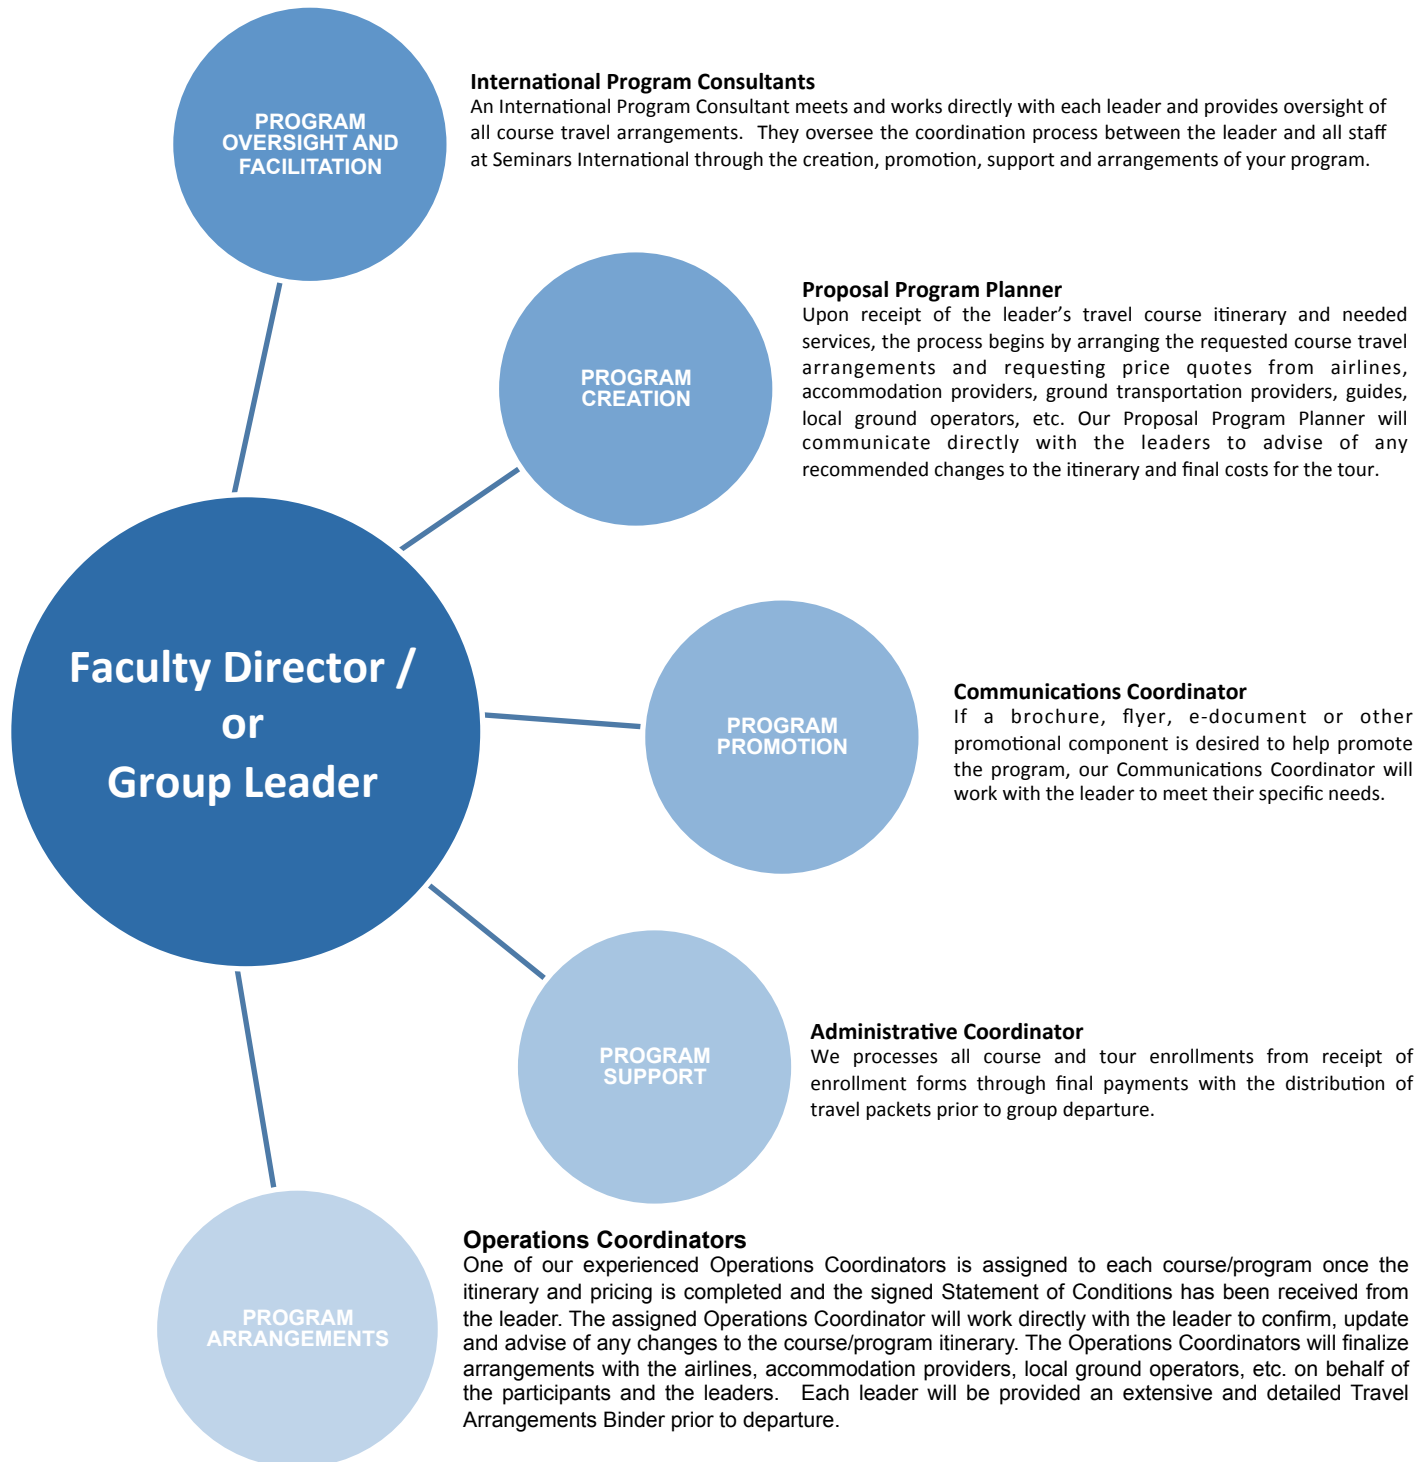 PROGRAM
OVERSIGHT AND
FACILITATION
International Program Consultants
An International Program Consultant meets and works directly with each leader and provides oversight of
all course travel arrangements.  They oversee the coordination process between the leader and all staff
at Seminars International through the creation, promotion, support and arrangements of your program.
PROGRAM
CREATION
Proposal Program Planner
Upon receipt of the leader’s travel course itinerary and needed
services, the process begins by arranging the requested course travel
arrangements and requesting price quotes from airlines,
accommodation providers, ground transportation providers, guides,
local ground operators, etc. Our Proposal Program Planner will
communicate directly with the leaders to advise of any
recommended changes to the itinerary and final costs for the tour.
Faculty Director /
or
Group Leader
PROGRAM
PROMOTION
Communications Coordinator
If a brochure, flyer, e-document or other
promotional component is desired to help promote
the program, our Communications Coordinator will
work with the leader to meet their specific needs.
PROGRAM
SUPPORT
Administrative Coordinator
We processes all course and tour enrollments from receipt of
enrollment forms through final payments with the distribution of
travel packets prior to group departure.
PROGRAM
ARRANGEMENTS
Operations Coordinators
One of our experienced Operations Coordinators is assigned to each course/program once the
itinerary and pricing is completed and the signed Statement of Conditions has been received from
the leader. The assigned Operations Coordinator will work directly with the leader to confirm, update
and advise of any changes to the course/program itinerary. The Operations Coordinators will finalize
arrangements with the airlines, accommodation providers, local ground operators, etc. on behalf of
the participants and the leaders.   Each leader will be provided an extensive and detailed Travel
Arrangements Binder prior to departure.